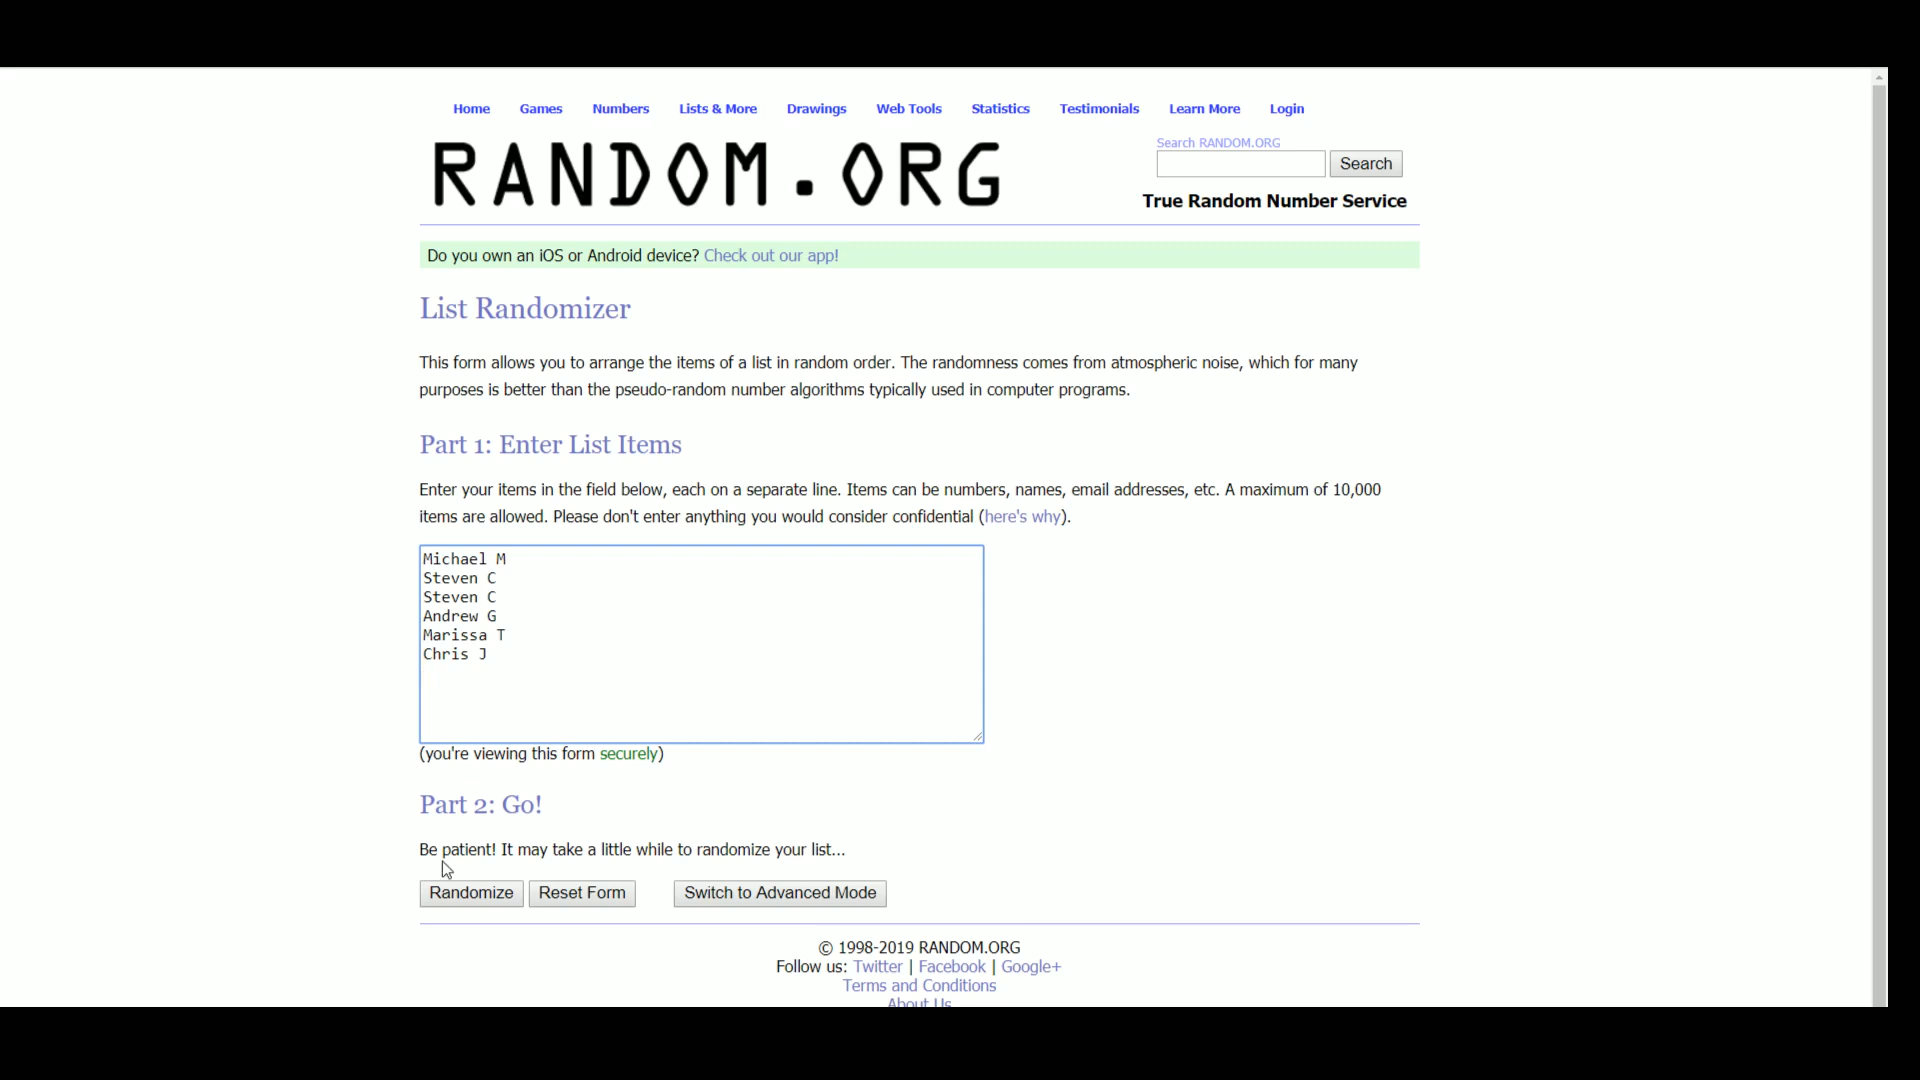 Home Games Numbers Lists & More Drawings Web Tools Statistics Testimonials Learn More Login
RANDOM.ORG
Search RANDOM.ORG
Search
True Random Number Service
Do you own an iOS or Android device? Check out our app!
List Randomizer
This form allows you to arrange the items of a list in random order. The randomness comes from atmospheric noise, which for many
purposes is better than the pseudo-random number algorithms typically used in computer programs.
Part 1: Enter List Items
Enter your items in the field below, each on a separate line. Items can be numbers, names, email addresses, etc. A maximum of 10,000
items are allowed. Please don't enter anything you would consider confidential (here's why).
Michael M
Steven C
Steven C
Andrew G
Marissa T
Chris J
(you're viewing this form securely)
Part 2: Go!
Be patient! It may take a little while to randomize your list...
Randomize Reset Form Switch to Advanced Mode
© 1998-2019 RANDOM.ORG
Follow us: Twitter | Facebook | Google+
Terms and Conditions
About Us